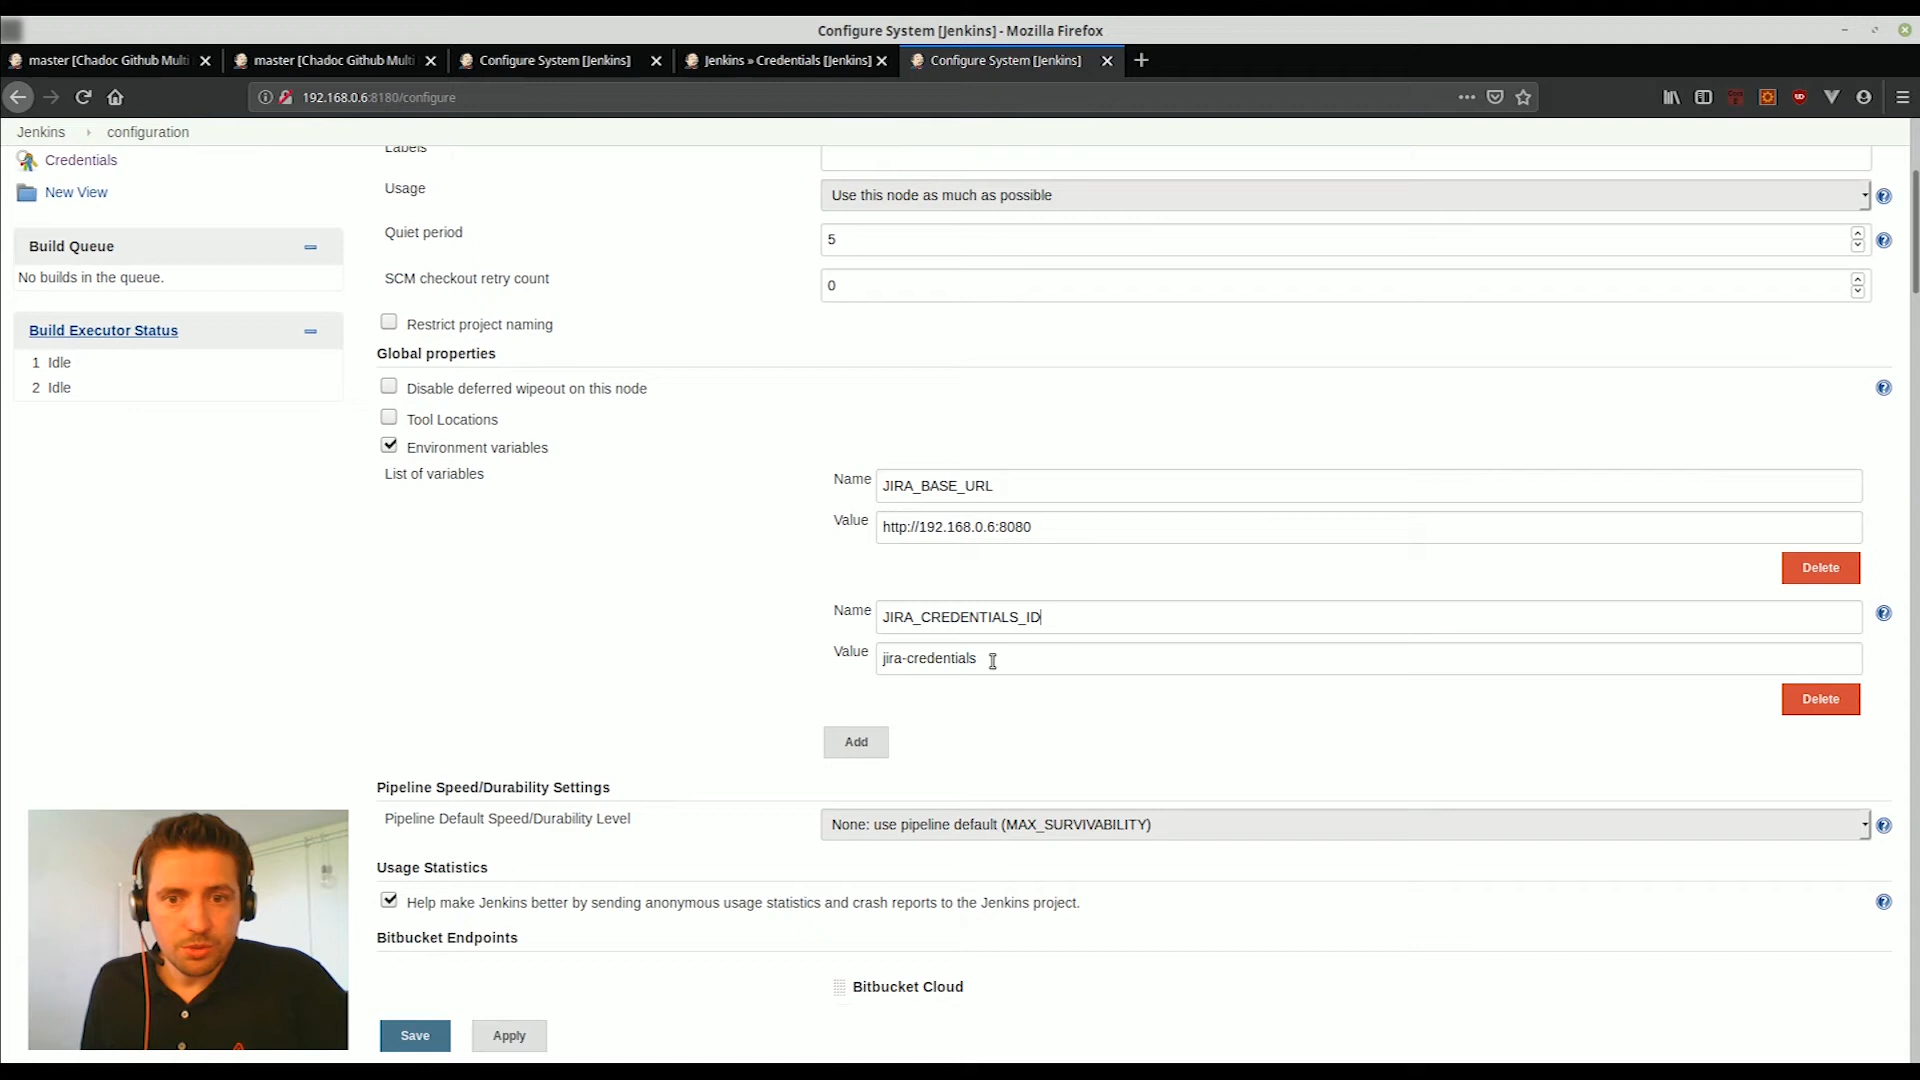 Configure System [Jenkins] - Mozilla Firefox
master [Chadoc Github Multi
master [Chadoc Github Multi
Configure System [Jenkins]
Jenkins » Credentials [Jenkins]
Configure System [Jenkins]
192.168.0.6:8180/configure
Jenkins
configuration
Credentials
New View
Build Queue
No builds in the queue.
Build Executor Status
1 Idle
2 Idle
Labels
Usage
Use this node as much as possible
Quiet period
5
SCM checkout retry count
0
Restrict project naming
Global properties
Disable deferred wipeout on this node
Tool Locations
Environment variables
List of variables
Name
JIRA_BASE_URL
Value
http://192.168.0.6:8080
Delete
Name
JIRA_CREDENTIALS_ID
Value
jira-credentials
Delete
Add
Pipeline Speed/Durability Settings
Pipeline Default Speed/Durability Level
None: use pipeline default (MAX_SURVIVABILITY)
Usage Statistics
Help make Jenkins better by sending anonymous usage statistics and crash reports to the Jenkins project.
Bitbucket Endpoints
Bitbucket Cloud
Save
Apply